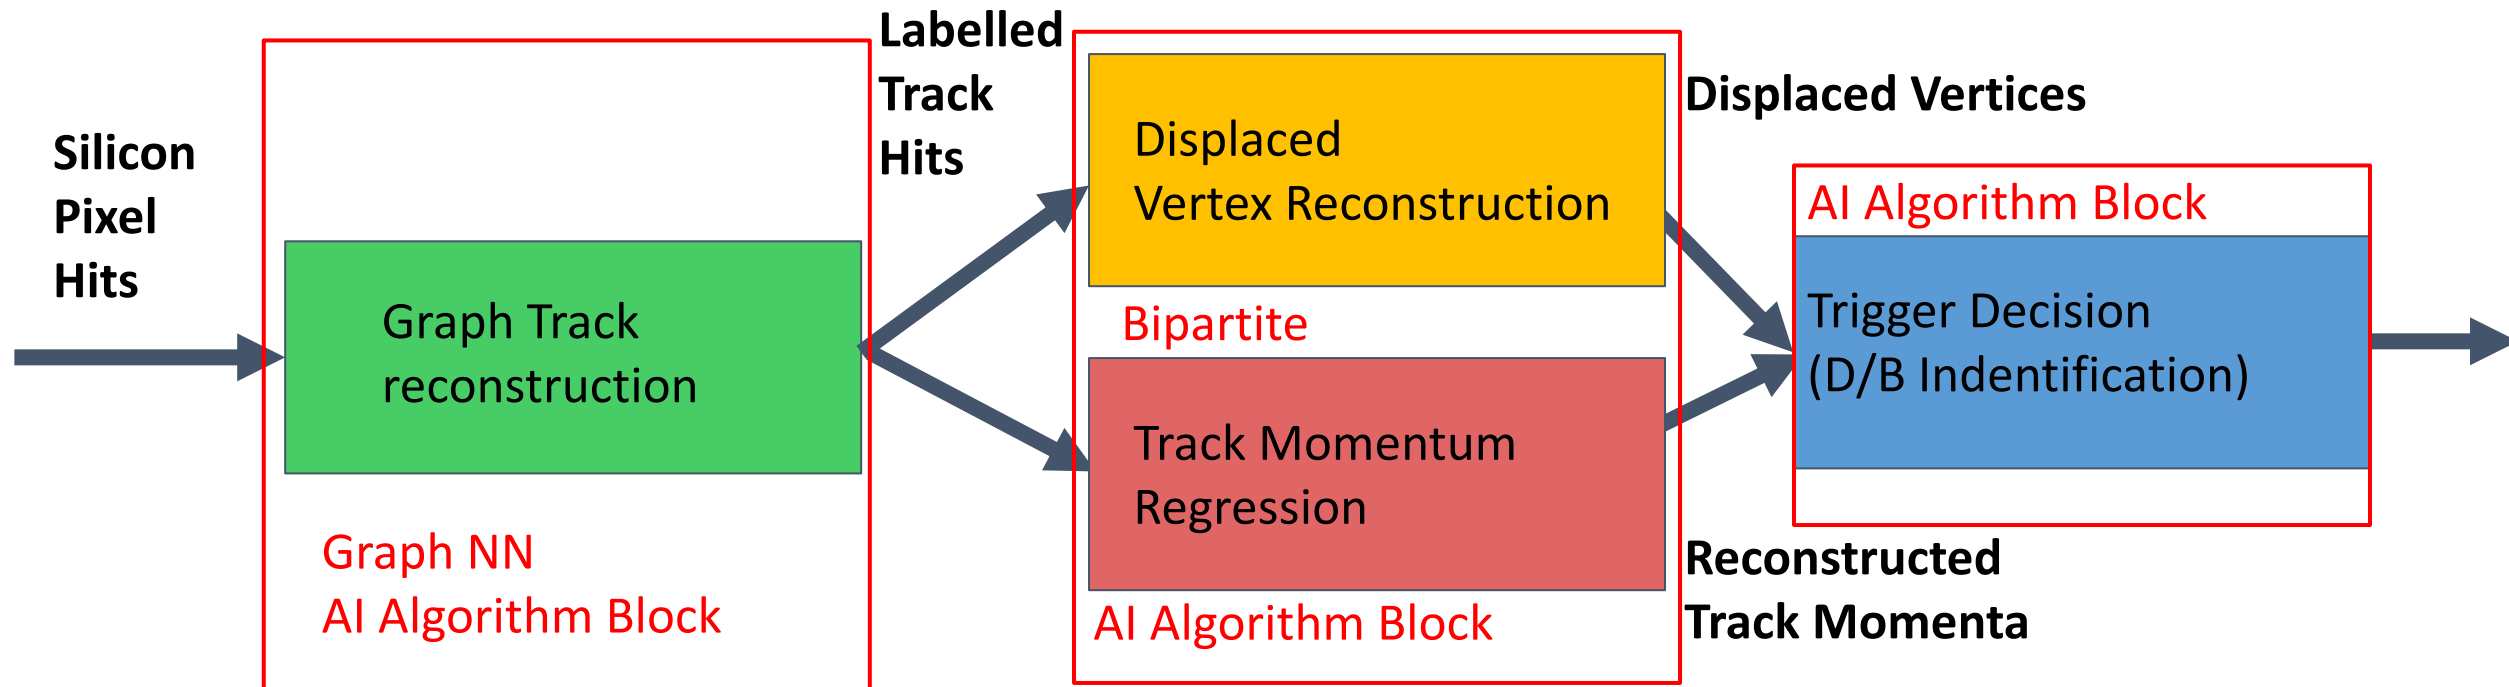 Silicon
Pixel
Hits
Graph Track
reconstruction
Graph NN
AI Algorithm Block
Labelled
Track
Hits
Displaced
Vertex Reconstruction
Bipartite
Track Momentum
Regression
AI Algorithm Block
Displaced Vertices
AI Algorithm Block
Trigger Decision
(D/B Indentification)
Reconstructed
Track Momenta